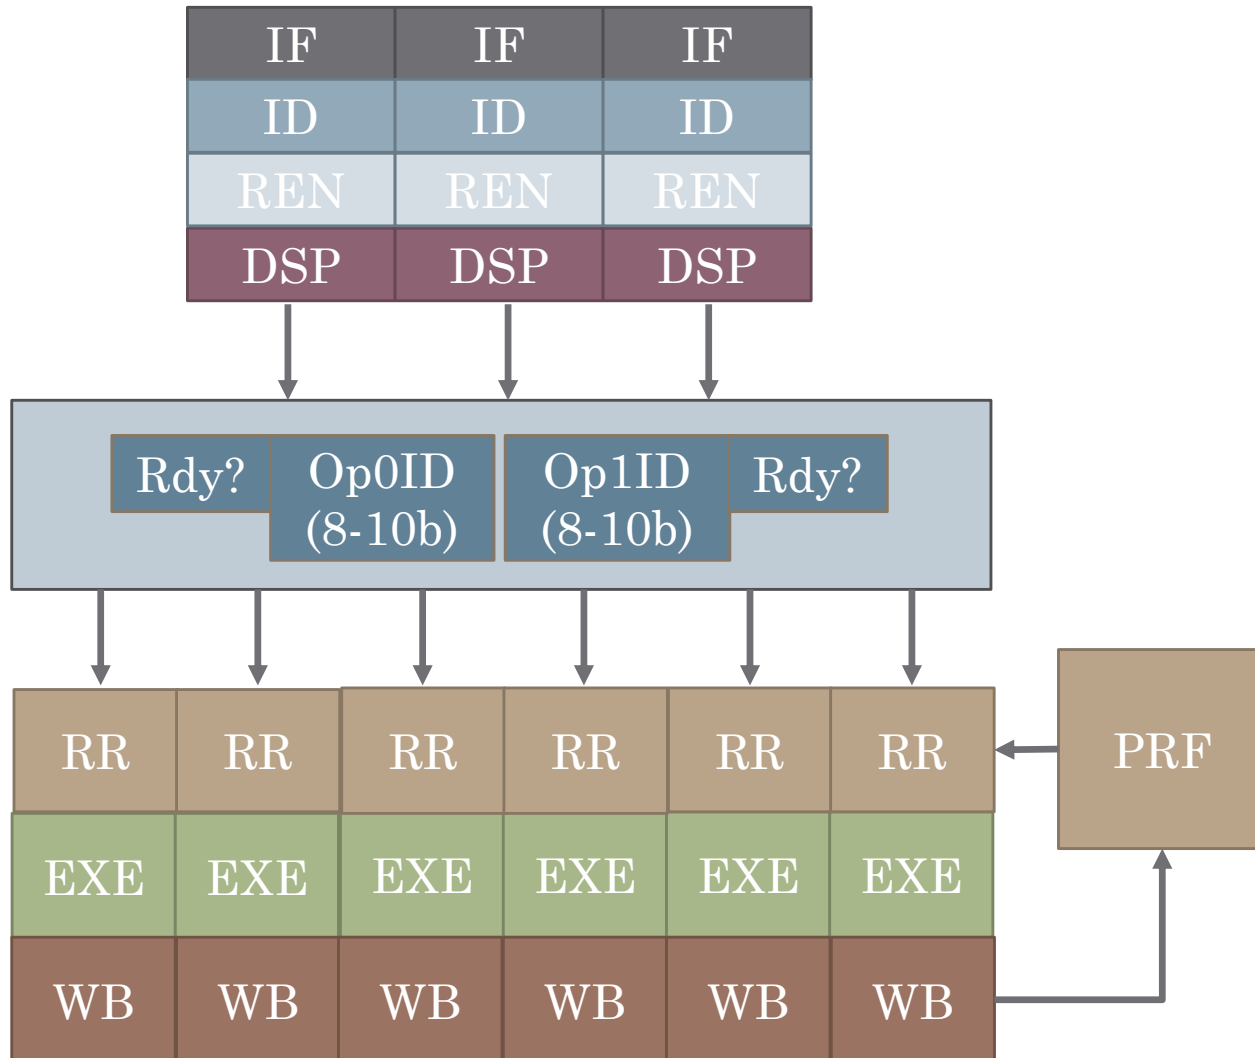 IF IF IF
ID ID ID
REN REN REN
DSP DSP DSP
Rdy? Op0ID Op1ID Rdy?
(8-10b) (8-10b)
RR RR RR RR RR RR PRF
EXE EXE EXE EXE EXE EXE
WB WB WB WB WB WB